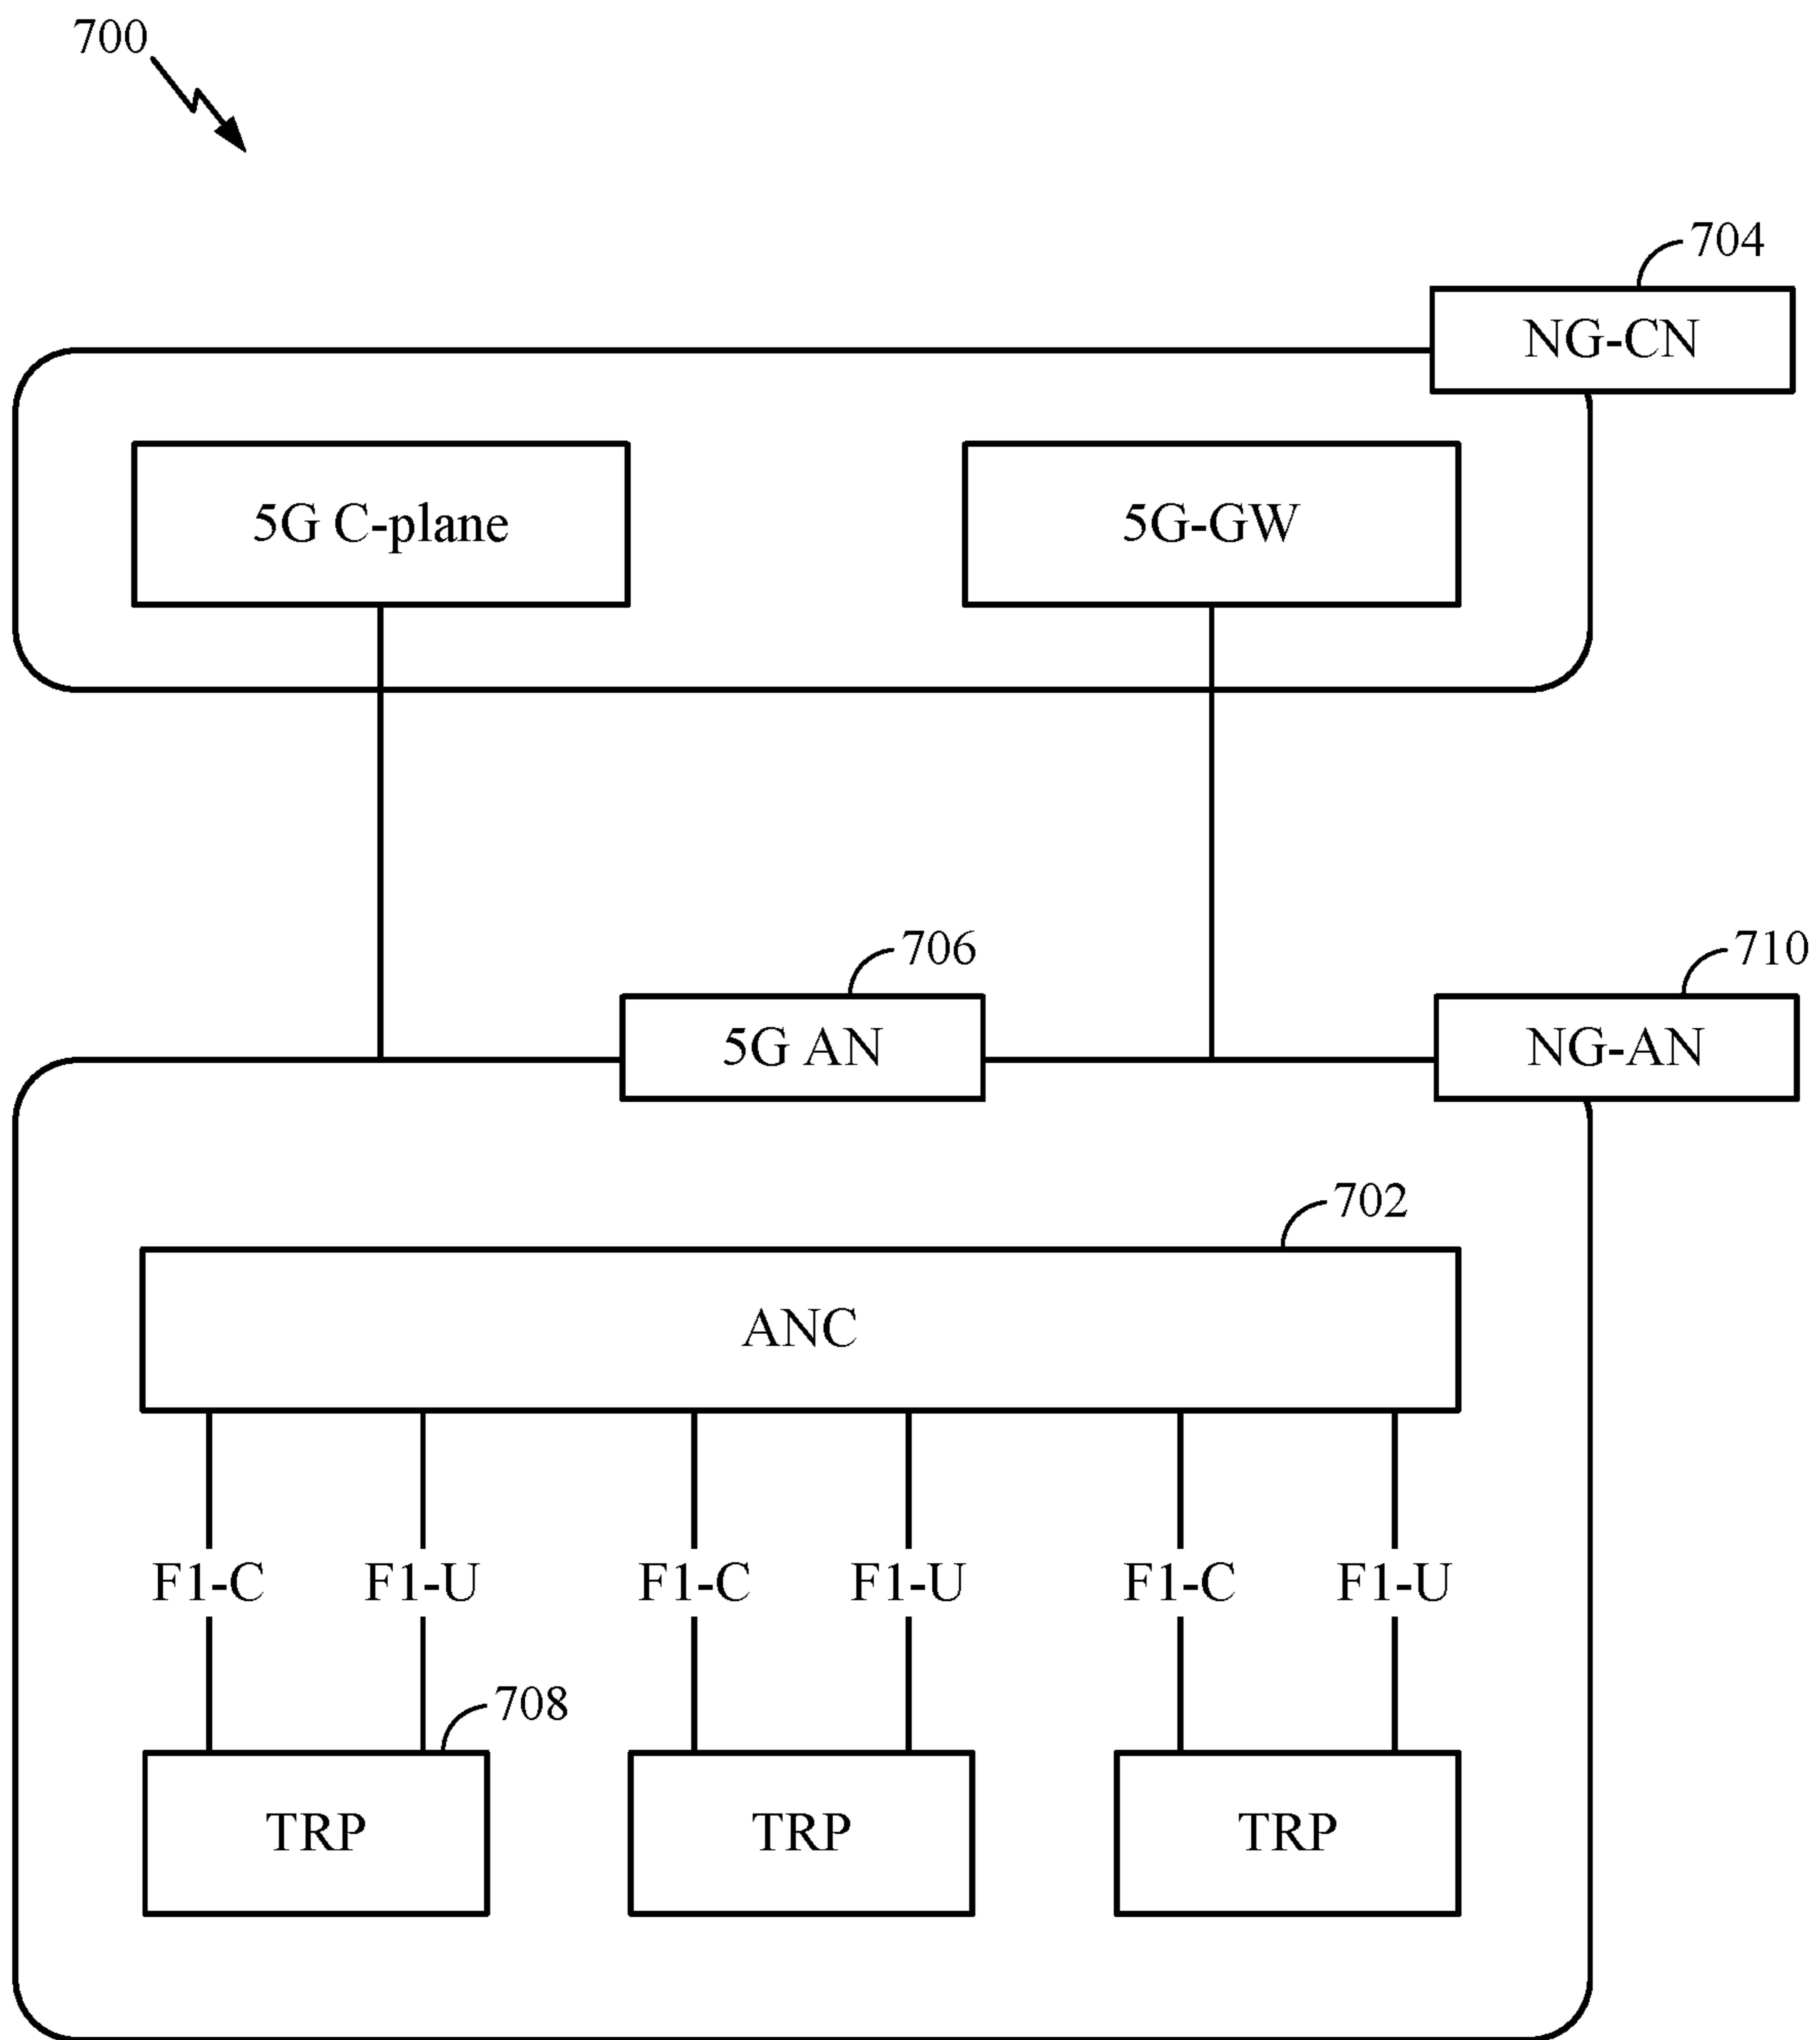 700
704
NG-CN
5G C-plane 5G-GW
706 710
5G AN NG-AN
702
ANC
F1-C F1-U F1-C F1-U F1-C F1-U
708
TRP TRP TRP